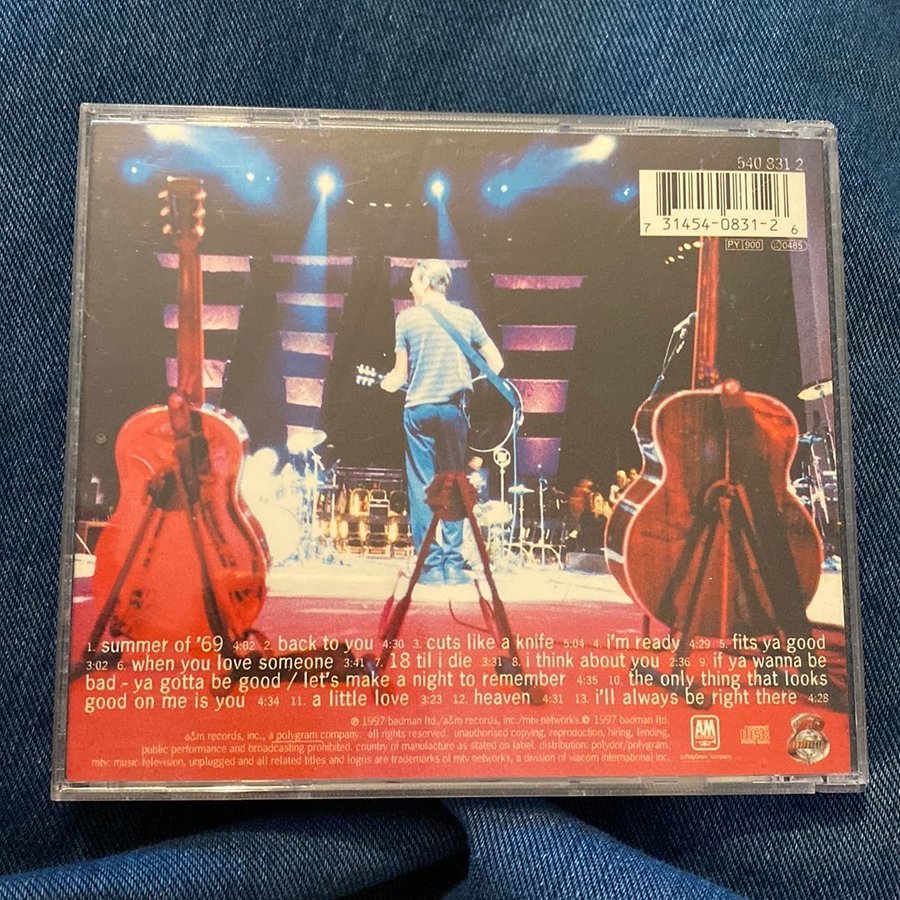 540 831 2
7 31454-0831-2 6
PY 900
0485
1. summer of '69 4:02 2. back to you 4:30 3. cuts like a knife 5:04 4. i'm ready 4:29 5. fits ya good
3:02 6. when you love someone 3:41 7. 18 til i die 3:31 8. i think about you 2:36 9. if ya wanna be
bad - ya gotta be good / let's make a night to remember 4:35 10. the only thing that looks
good on me is you 4:34 11. a little love 3:23 12. heaven 4:31 13. i'll always be right there 4:28
℗ 1997 badman ltd./a&m records, inc./mtv networks © 1997 badman ltd.
a&m records, inc., a polygram company. all rights reserved. unauthorised copying, reproduction, hiring, lending,
public performance and broadcasting prohibited. country of manufacture as stated on label. distribution: polydor/polygram.
mtv: music television, unplugged and all related titles and logos are trademarks of mtv networks, a division of viacom international inc.
AM
a PolyGram company
COMPACT
disc
DIGITAL AUDIO